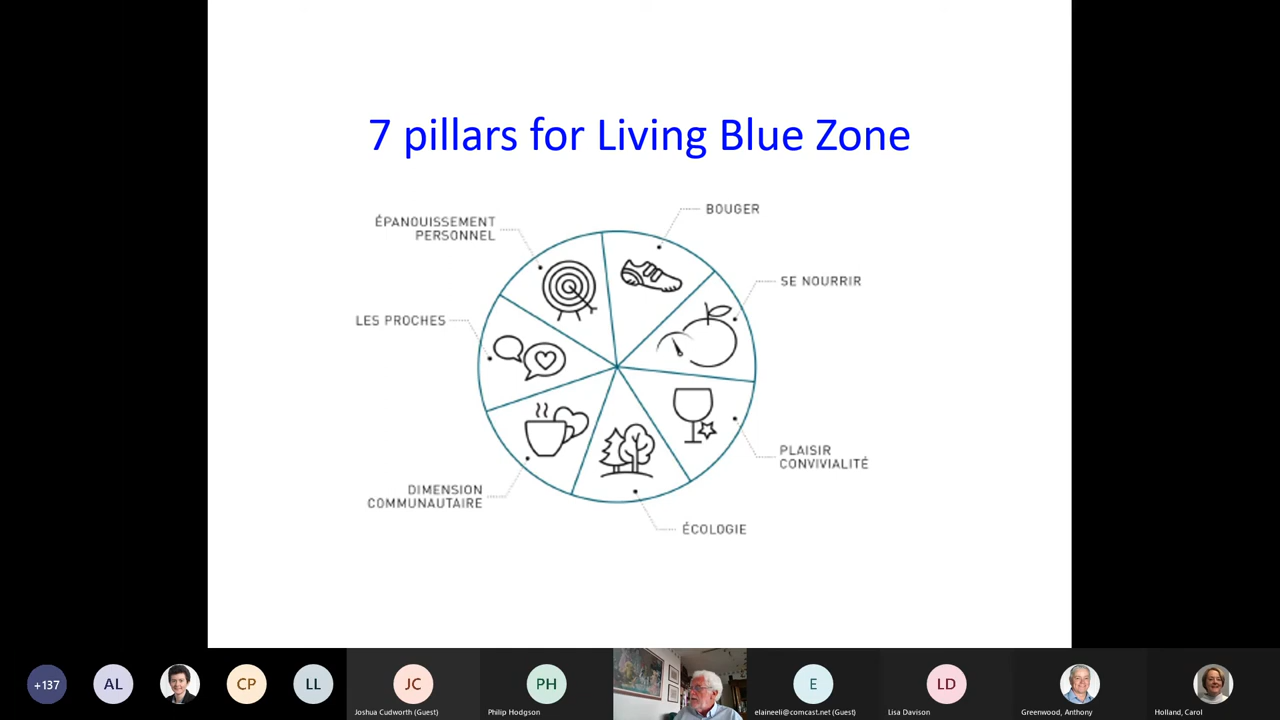 7 pillars for Living Blue Zone
BOUGER
ÉPANOUISSEMENT
PERSONNEL
SE NOURRIR
LES PROCHES
PLAISIR
CONVIVIALITÉ
DIMENSION
COMMUNAUTAIRE
ÉCOLOGIE
+137
AL
CP
LL
JC
Joshua Cudworth (Guest)
PH
Philip Hodgson
E
elaineeli@comcast.net (Guest)
LD
Lisa Davison
Greenwood, Anthony
Holland, Carol